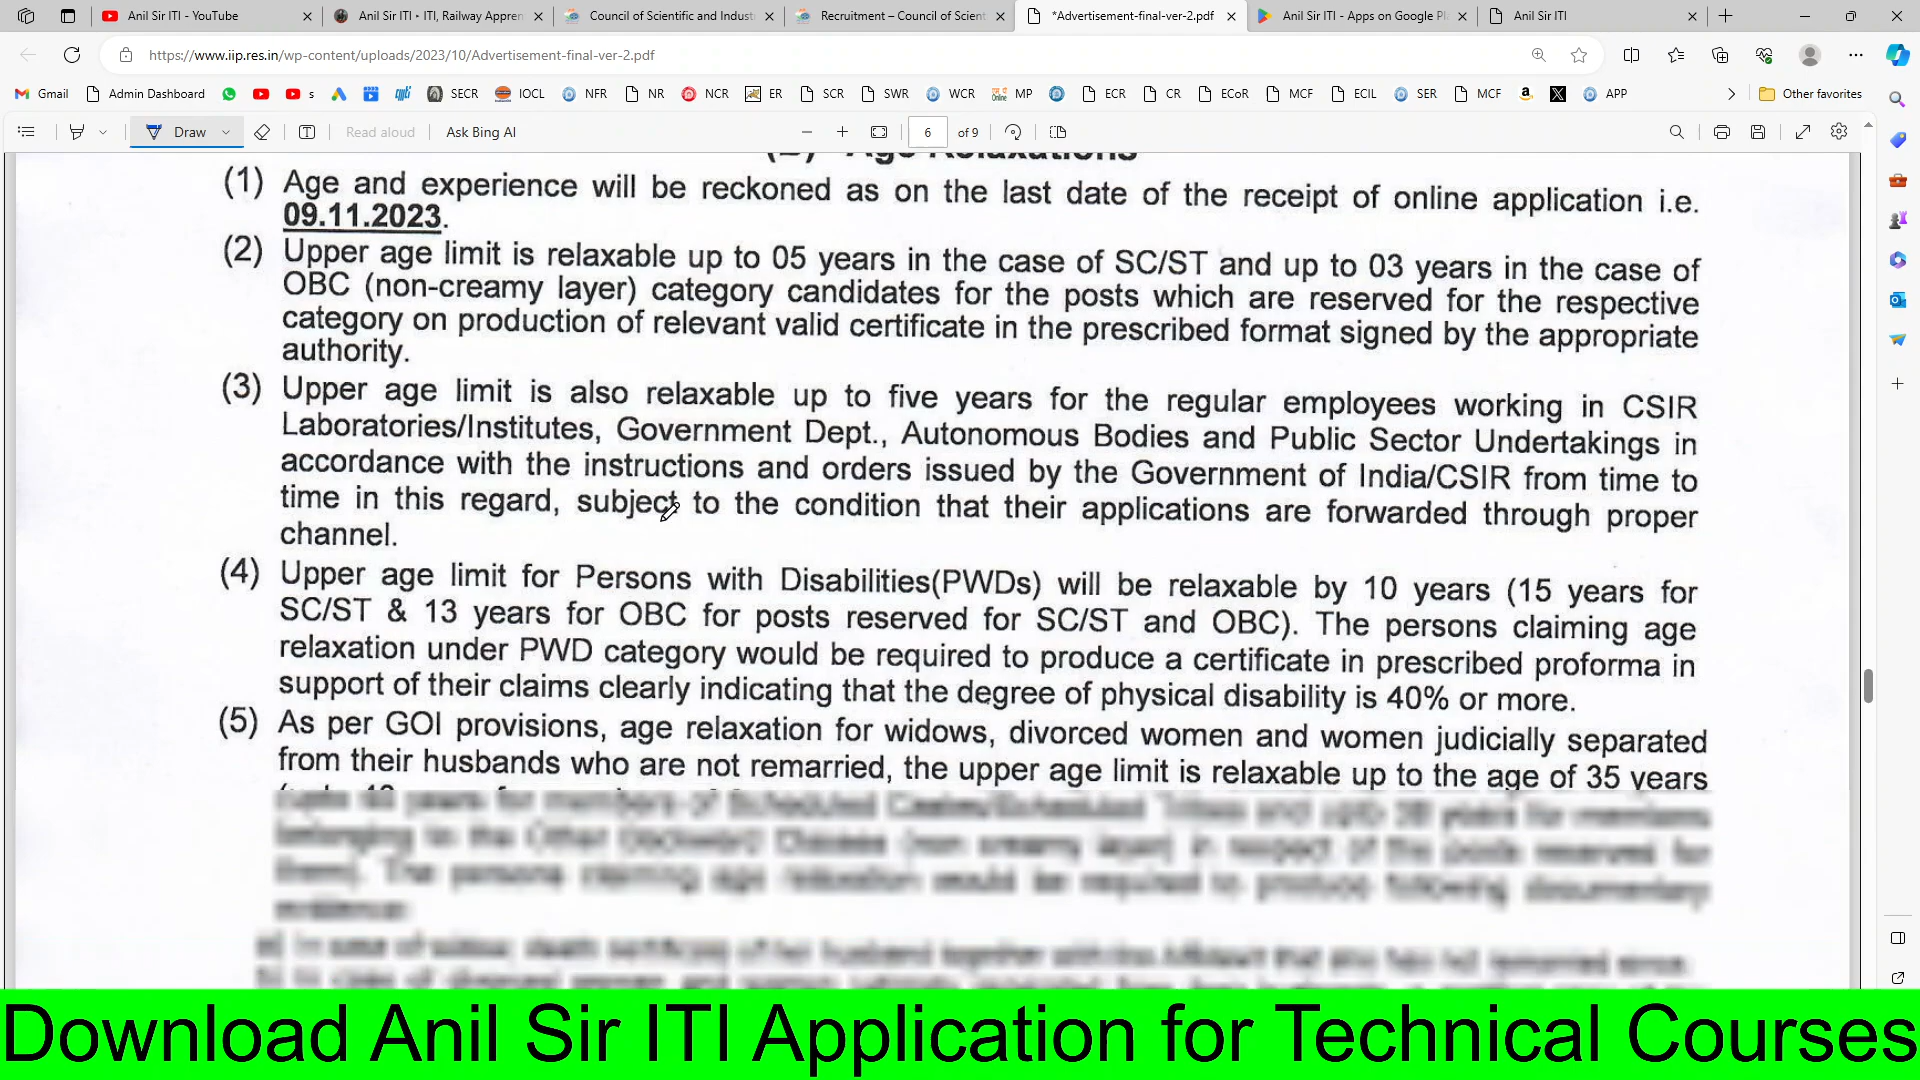 Anil Sir ITI - YouTube
Anil Sir ITI • ITI, Railway Appren
Council of Scientific and Indust
Recruitment – Council of Scient
*Advertisement-final-ver-2.pdf
Anil Sir ITI - Apps on Google Pl
Anil Sir ITI
https://www.iip.res.in/wp-content/uploads/2023/10/Advertisement-final-ver-2.pdf
Gmail Admin Dashboard s SECR IOCL NFR NR NCR ER SCR SWR WCR MP ECR CR ECoR MCF ECIL SER MCF APP Other favorites
Draw Read aloud Ask Bing AI 6 of 9
(1) Age and experience will be reckoned as on the last date of the receipt of online application i.e.
09.11.2023.
(2) Upper age limit is relaxable up to 05 years in the case of SC/ST and up to 03 years in the case of
OBC (non-creamy layer) category candidates for the posts which are reserved for the respective
category on production of relevant valid certificate in the prescribed format signed by the appropriate
authority.
(3) Upper age limit is also relaxable up to five years for the regular employees working in CSIR
Laboratories/Institutes, Government Dept., Autonomous Bodies and Public Sector Undertakings in
accordance with the instructions and orders issued by the Government of India/CSIR from time to
time in this regard, subject to the condition that their applications are forwarded through proper
channel.
(4) Upper age limit for Persons with Disabilities(PWDs) will be relaxable by 10 years (15 years for
SC/ST & 13 years for OBC for posts reserved for SC/ST and OBC). The persons claiming age
relaxation under PWD category would be required to produce a certificate in prescribed proforma in
support of their claims clearly indicating that the degree of physical disability is 40% or more.
(5) As per GOI provisions, age relaxation for widows, divorced women and women judicially separated
from their husbands who are not remarried, the upper age limit is relaxable up to the age of 35 years
Download Anil Sir ITI Application for Technical Courses